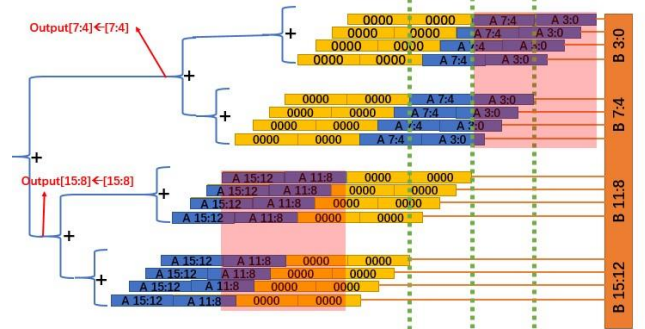 0000 0000 A 7:4 A 3:0
0000 0000 A 7:4 A 3:0
0000 0000 A 7:4 A 3:0
0000 0000 A 7:4 A 3:0
B 3:0
Output[7:4]←[7:4]
0000 0000 A 7:4 A 3:0
0000 0000 A 7:4 A 3:0
0000 0000 A 7:4 A 3:0
0000 0000 A 7:4 A 3:0
B 7:4
+
+
+
+
Output[15:8]←[15:8]
A 15:12 A 11:8 0000 0000
A 15:12 A 11:8 0000 0000
A 15:12 A 11:8 0000 0000
A 15:12 A 11:8 0000 0000
B 11:8
+
+
+
A 15:12 A 11:8 0000 0000
A 15:12 A 11:8 0000 0000
A 15:12 A 11:8 0000 0000
A 15:12 A 11:8 0000 0000
B 15:12